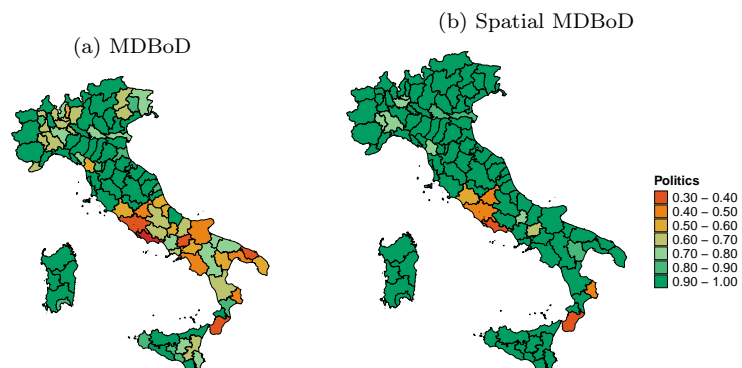 (b) Spatial MDBoD
(a) MDBoD
Politics
0.30 – 0.40
0.40 – 0.50
0.50 – 0.60
0.60 – 0.70
0.70 – 0.80
0.80 – 0.90
0.90 – 1.00